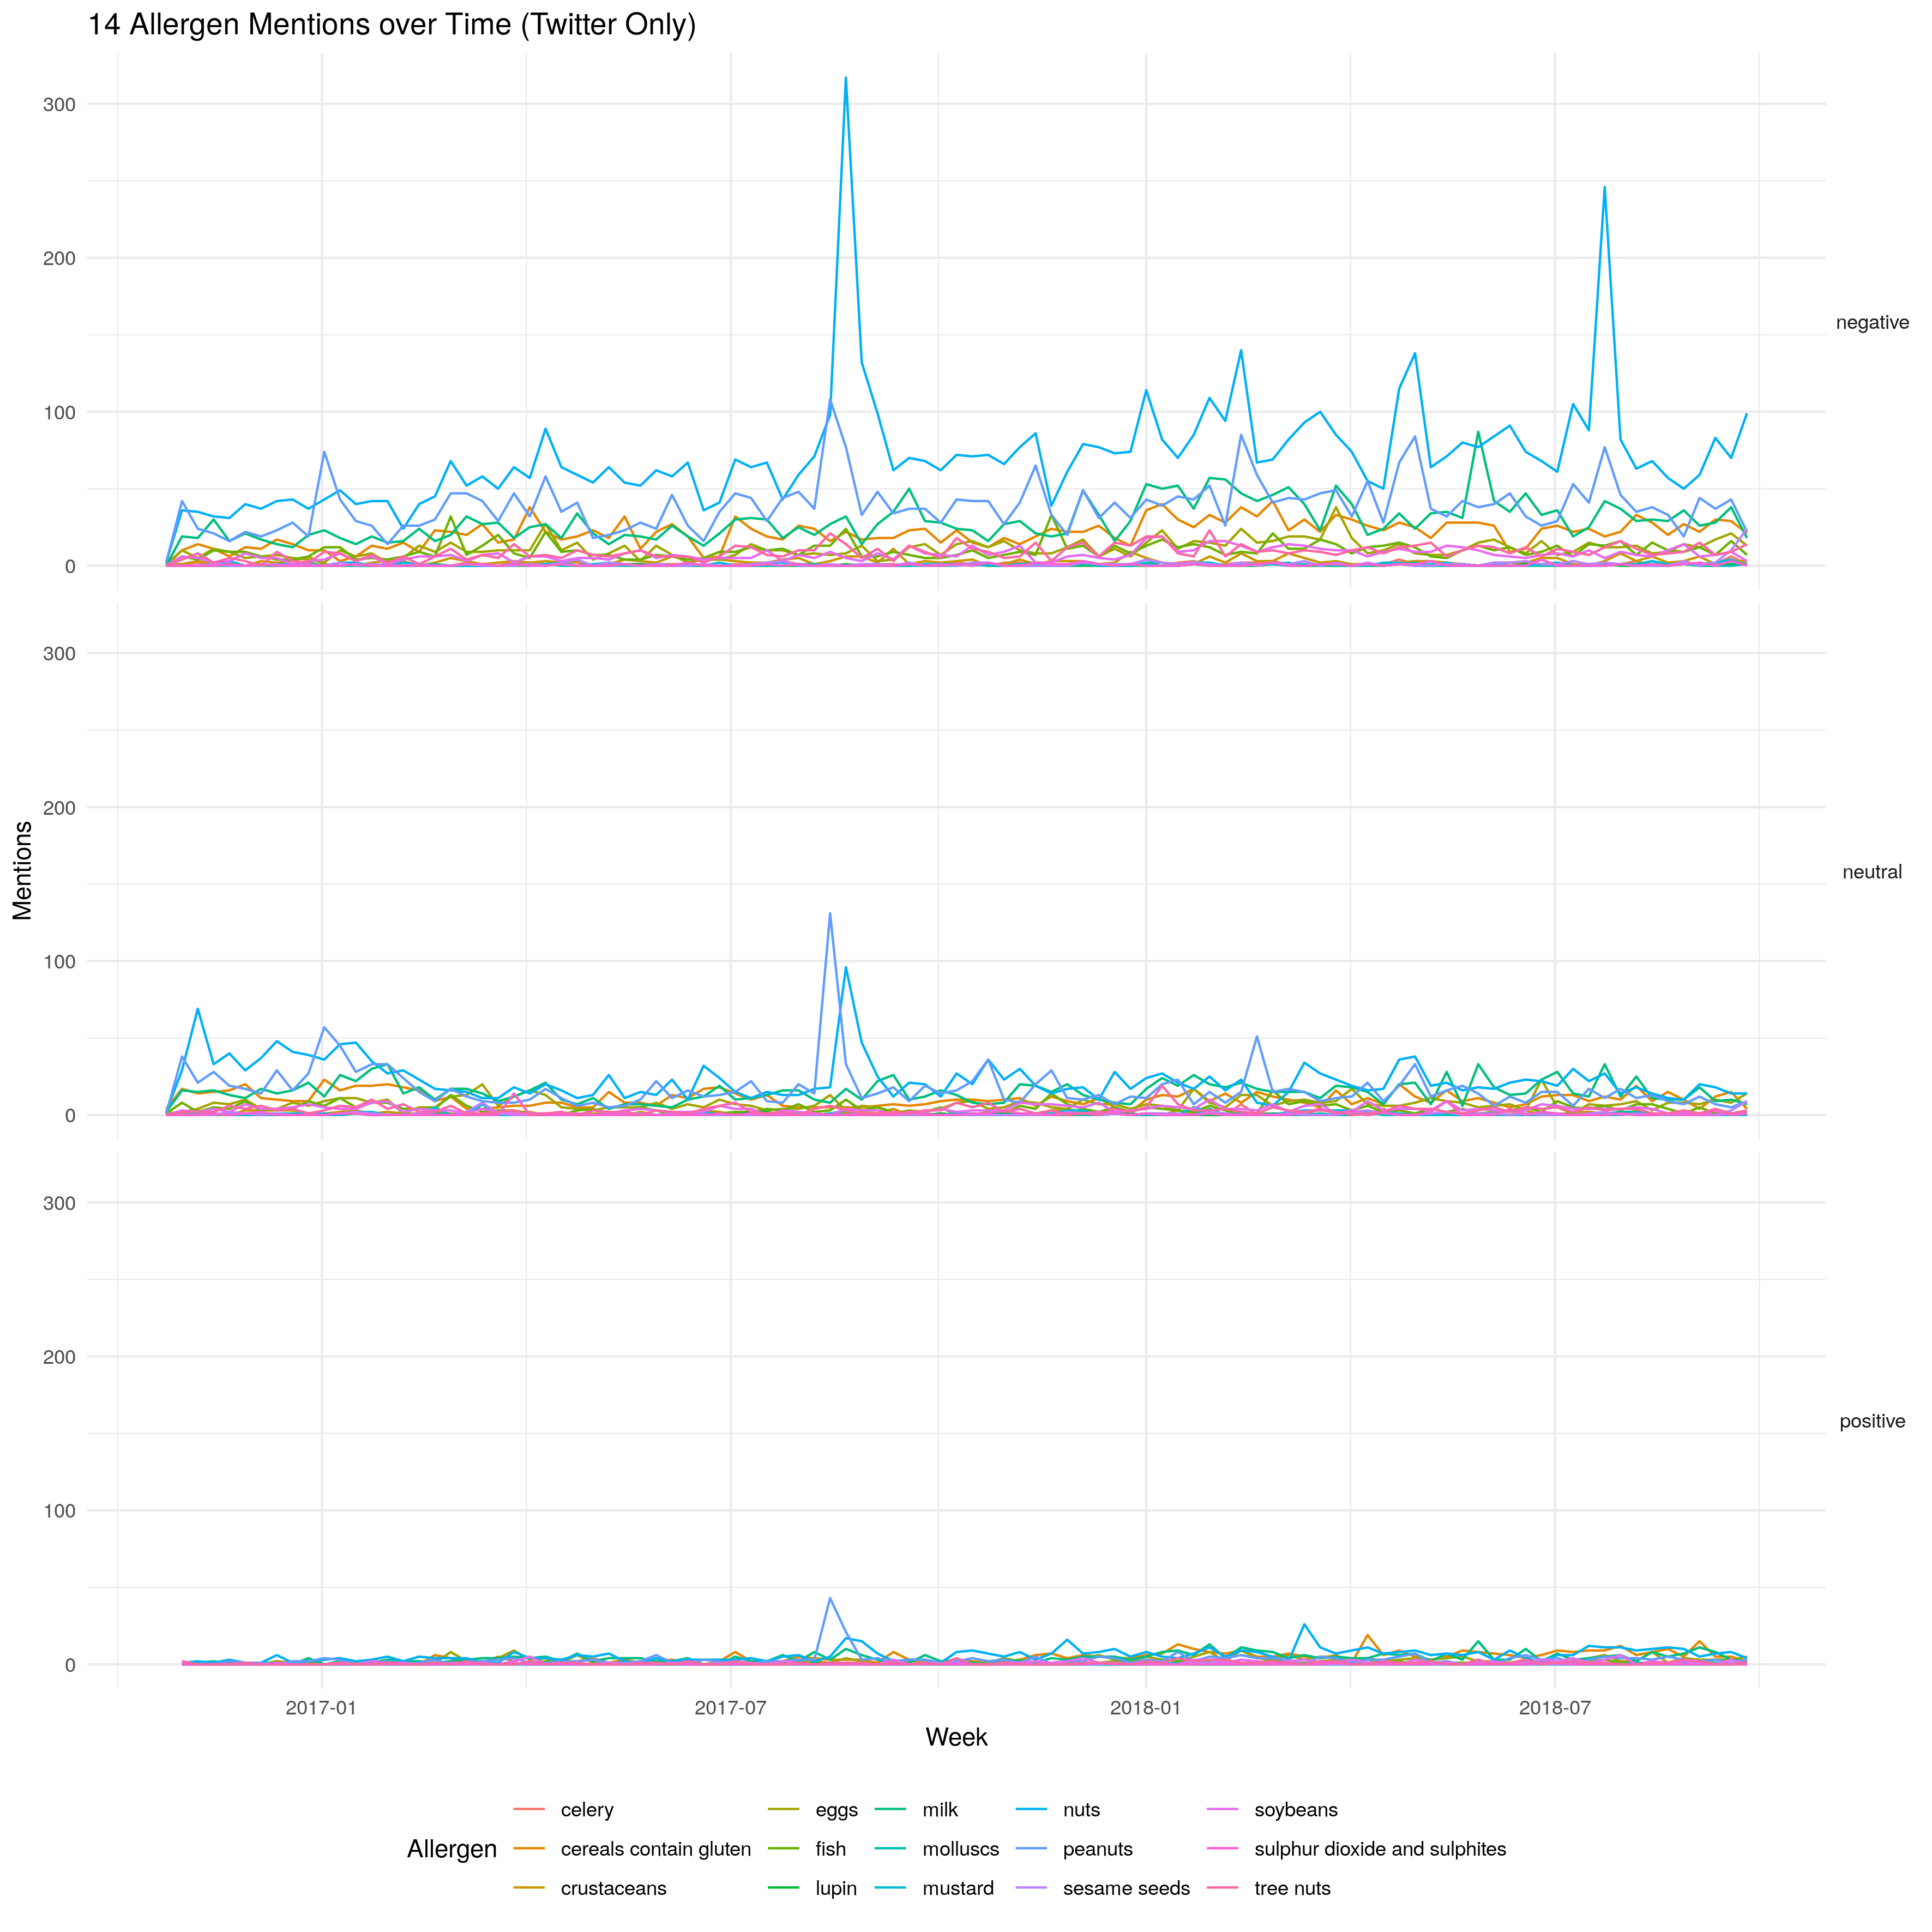 14 Allergen Mentions over Time (Twitter Only)
300
200
100
0
negative
300
200
100
0
neutral
Mentions
300
200
100
0
positive
2017-01 2017-07 2018-01 2018-07
Week
Allergen
celery eggs milk nuts soybeans
cereals contain gluten fish molluscs peanuts sulphur dioxide and sulphites
crustaceans lupin mustard sesame seeds tree nuts